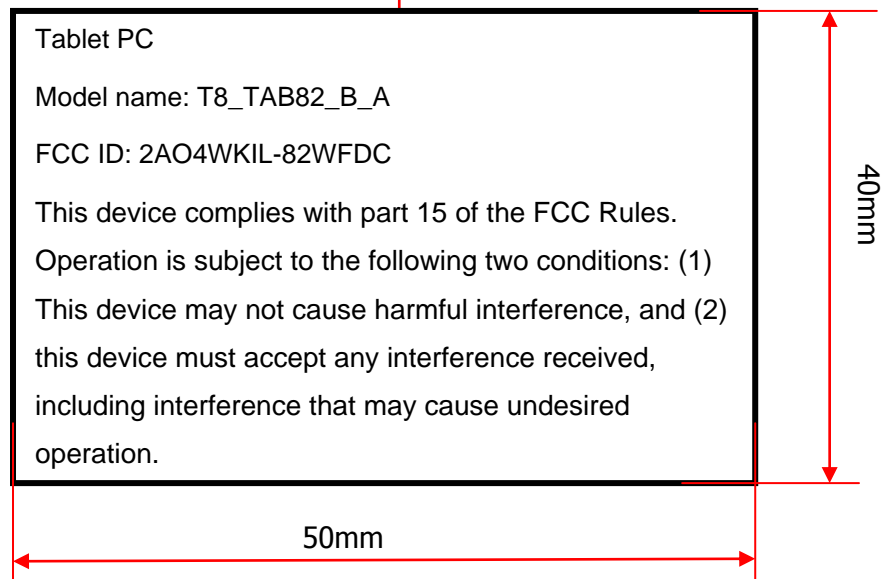 Tablet PC
Model name: T8_TAB82_B_A
FCC ID: 2AO4WKIL-82WFDC
This device complies with part 15 of the FCC Rules.
Operation is subject to the following two conditions: (1)
This device may not cause harmful interference, and (2)
this device must accept any interference received,
including interference that may cause undesired
operation.
40mm
50mm